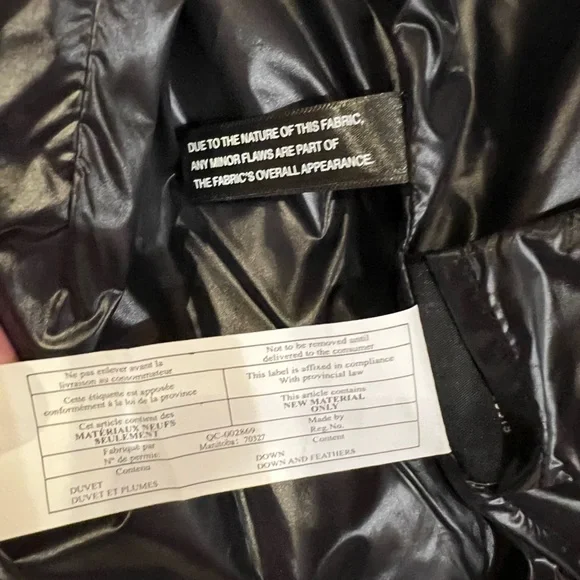 DUE TO THE NATURE OF THIS FABRIC,
ANY MINOR FLAWS ARE PART OF
THE FABRIC'S OVERALL APPEARANCE.
Ne pas enlever avant la
livraison au consommateur
Not to be removed until
delivered to the consumer
Cette étiquette est apposée
conformément à la loi de la province
This label is affixed in compliance
With provincial law
Cet article contient des
MATÉRIAUX NEUFS
SEULEMENT
This article contains
NEW MATERIAL
ONLY
Fabriqué par
N° de permis:
QC-002869
Manitoba: 70327
Made by
Reg.No.
Contenu
Content
DUVET
DUVET ET PLUMES
DOWN
DOWN AND FEATHERS